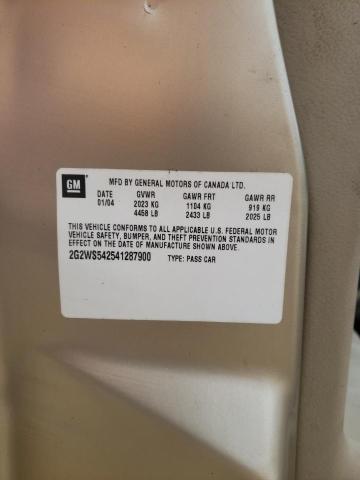 GM
MFD BY GENERAL MOTORS OF CANADA LTD.
DATE GVWR GAWR FRT GAWR RR
01/04 2023 KG 1104 KG 919 KG
4458 LB 2433 LB 2025 LB
THIS VEHICLE CONFORMS TO ALL APPLICABLE U.S. FEDERAL MOTOR
VEHICLE SAFETY, BUMPER, AND THEFT PREVENTION STANDARDS IN
EFFECT ON THE DATE OF MANUFACTURE SHOWN ABOVE.
2G2WS542541287900 TYPE: PASS CAR